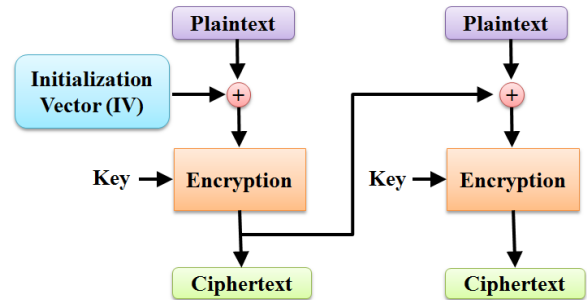 Plaintext
Plaintext
Initialization
Vector (IV)
+
+
Key
Encryption
Key
Encryption
Ciphertext
Ciphertext